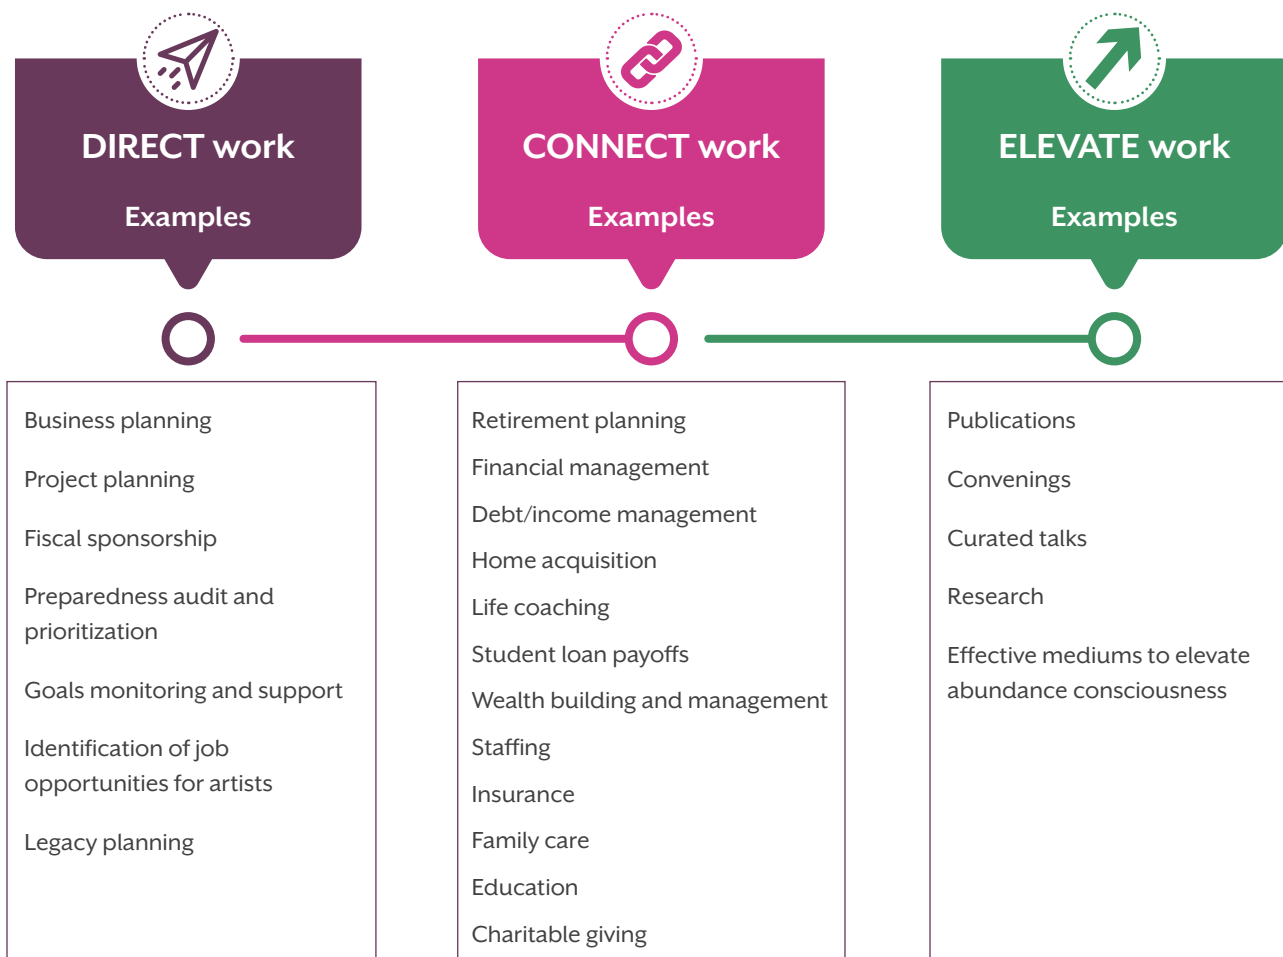 DIRECT work
Examples
Business planning
Project planning
Fiscal sponsorship
Preparedness audit and
prioritization
Goals monitoring and support
Identification of job
opportunities for artists
Legacy planning
CONNECT work
Examples
Retirement planning
Financial management
Debt/income management
Home acquisition
Life coaching
Student loan payoffs
Wealth building and management
Staffing
Insurance
Family care
Education
Charitable giving
ELEVATE work
Examples
Publications
Convenings
Curated talks
Research
Effective mediums to elevate
abundance consciousness